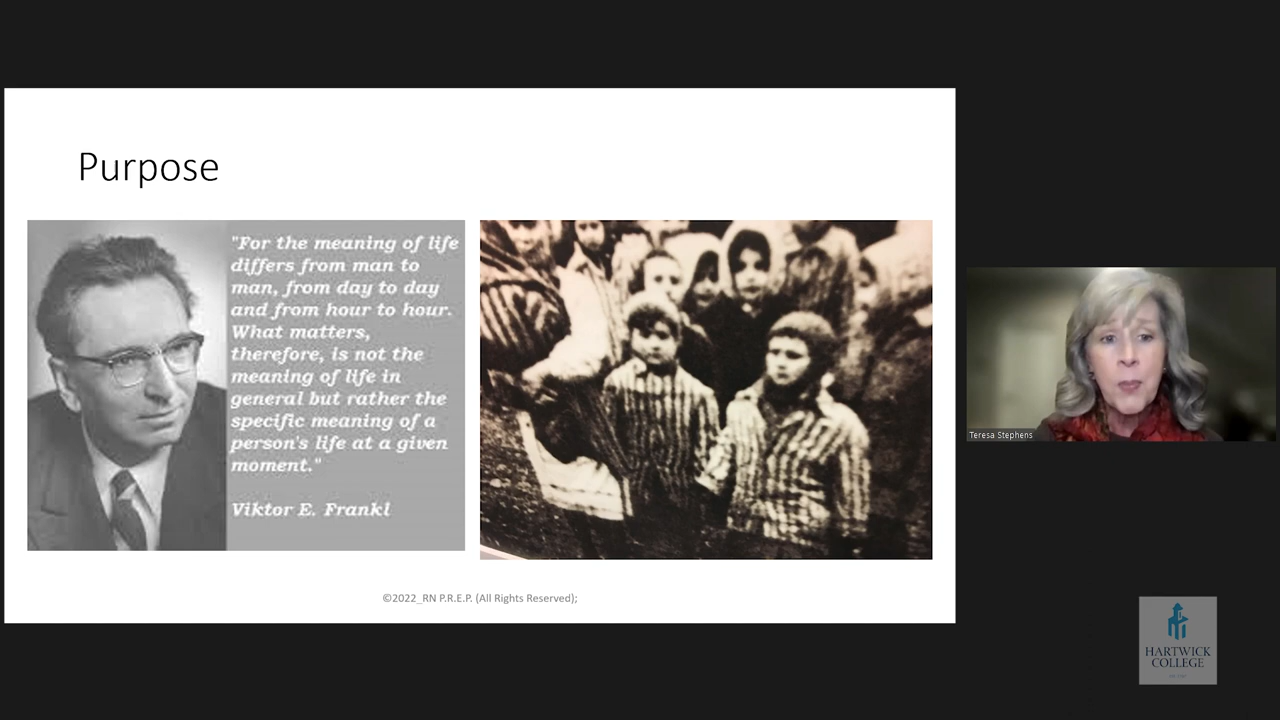 Purpose
"For the meaning of life
differs from man to
man, from day to day
and from hour to hour.
What matters,
therefore, is not the
meaning of life in
general but rather the
specific meaning of a
person's life at a given
moment."
Viktor E. Frankl
©2022_RN P.R.E.P. (All Rights Reserved);
Teresa Stephens
HARTWICK
COLLEGE